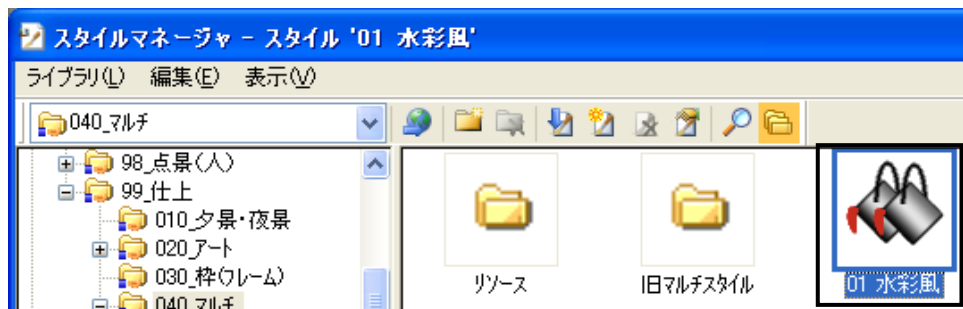 スタイルマネージャ - スタイル '01 水彩風'
ライブラリ(L) 編集(E) 表示(V)
040_マルチ
98_点景(人)
99_仕上
010_夕景・夜景
020_アート
030_枠(フレーム)
040_マルチ
リソース
旧マルチスタイル
01 水彩風